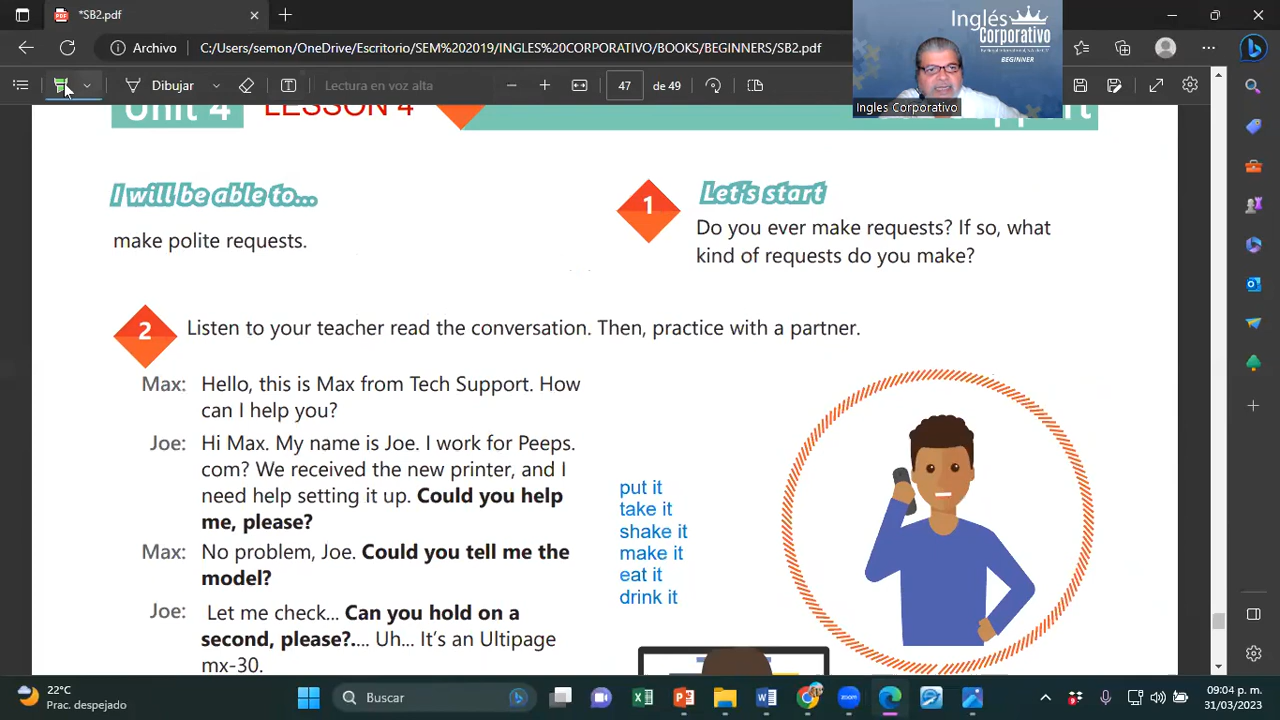 *SB2.pdf
Archivo
C:/Users/semon/OneDrive/Escritorio/SEM%202019/INGLES%20CORPORATIVO/BOOKS/BEGINNERS/SB2.pdf
Inglés
Corporativo
BEGINNER
Ingles Corporativo
Dibujar
Lectura en voz alta
47
de 49
Unit 4
LESSON 4
I will be able to...
make polite requests.
1
Let's start
Do you ever make requests? If so, what
kind of requests do you make?
2
Listen to your teacher read the conversation. Then, practice with a partner.
Max: Hello, this is Max from Tech Support. How
can I help you?
Joe: Hi Max. My name is Joe. I work for Peeps.
com? We received the new printer, and I
need help setting it up. Could you help
me, please?
Max: No problem, Joe. Could you tell me the
model?
Joe: Let me check... Can you hold on a
second, please?.... Uh... It's an Ultipage
mx-30.
put it
take it
shake it
make it
eat it
drink it
22°C
Prac. despejado
Buscar
09:04 p. m.
31/03/2023